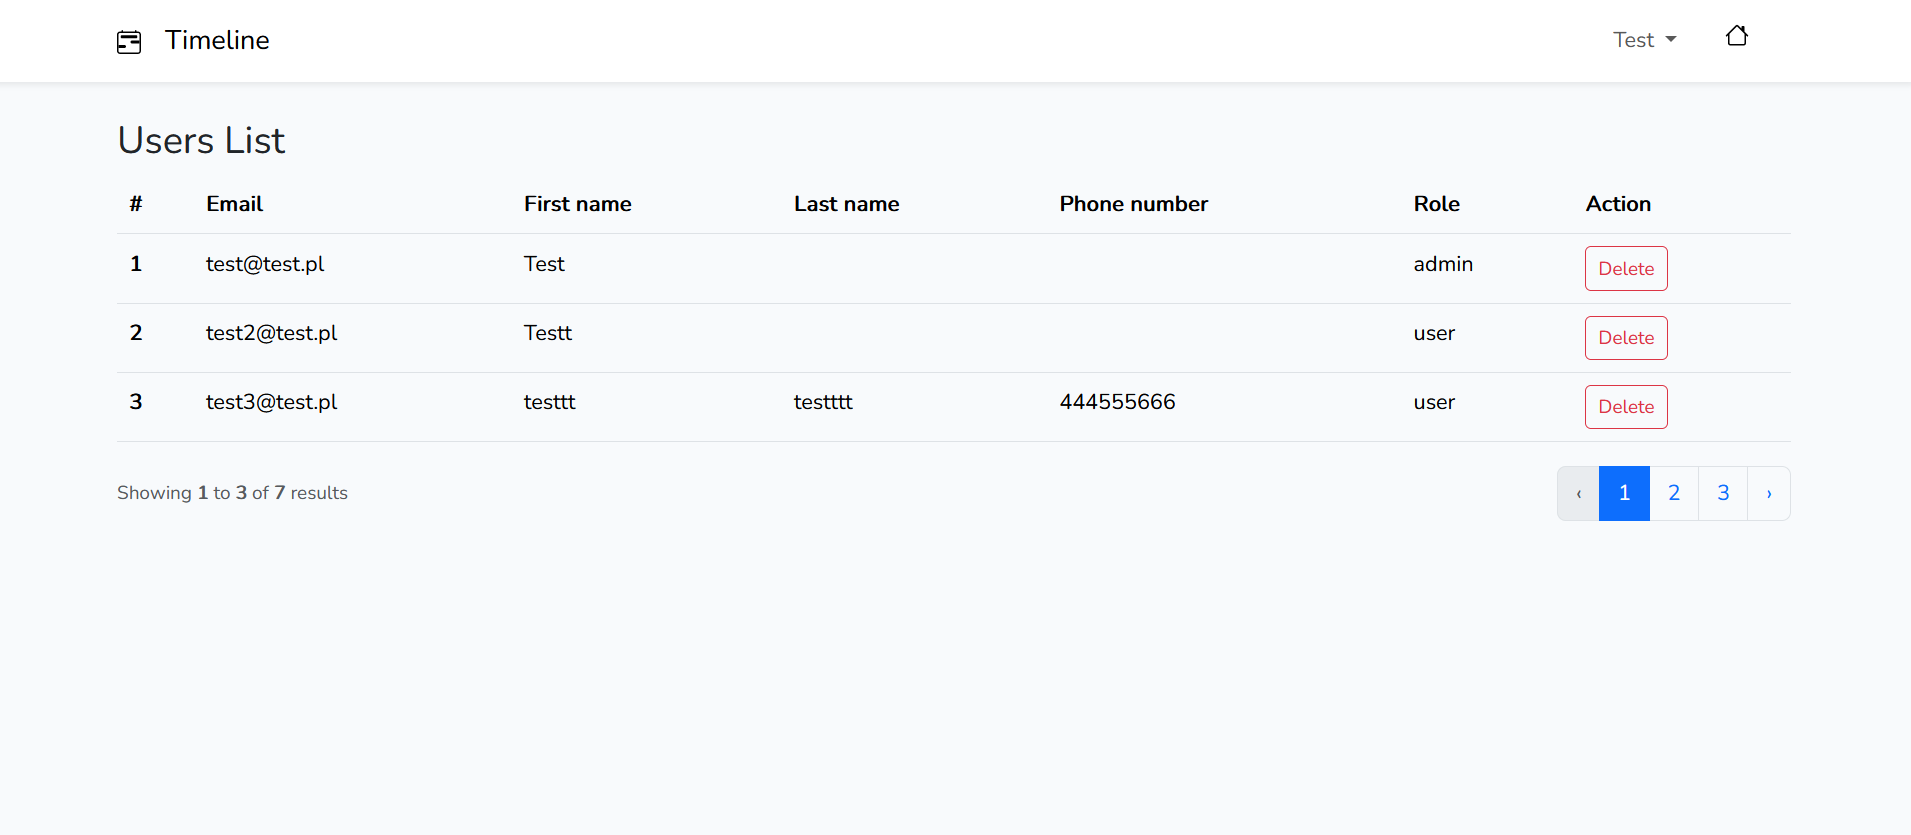 Timeline Test
Users List
# Email First name Last name Phone number Role Action
1 test@test.pl Test admin Delete
2 test2@test.pl Testt user Delete
3 test3@test.pl testtt testttt 444555666 user Delete
Showing 1 to 3 of 7 results ‹ 1 2 3 ›